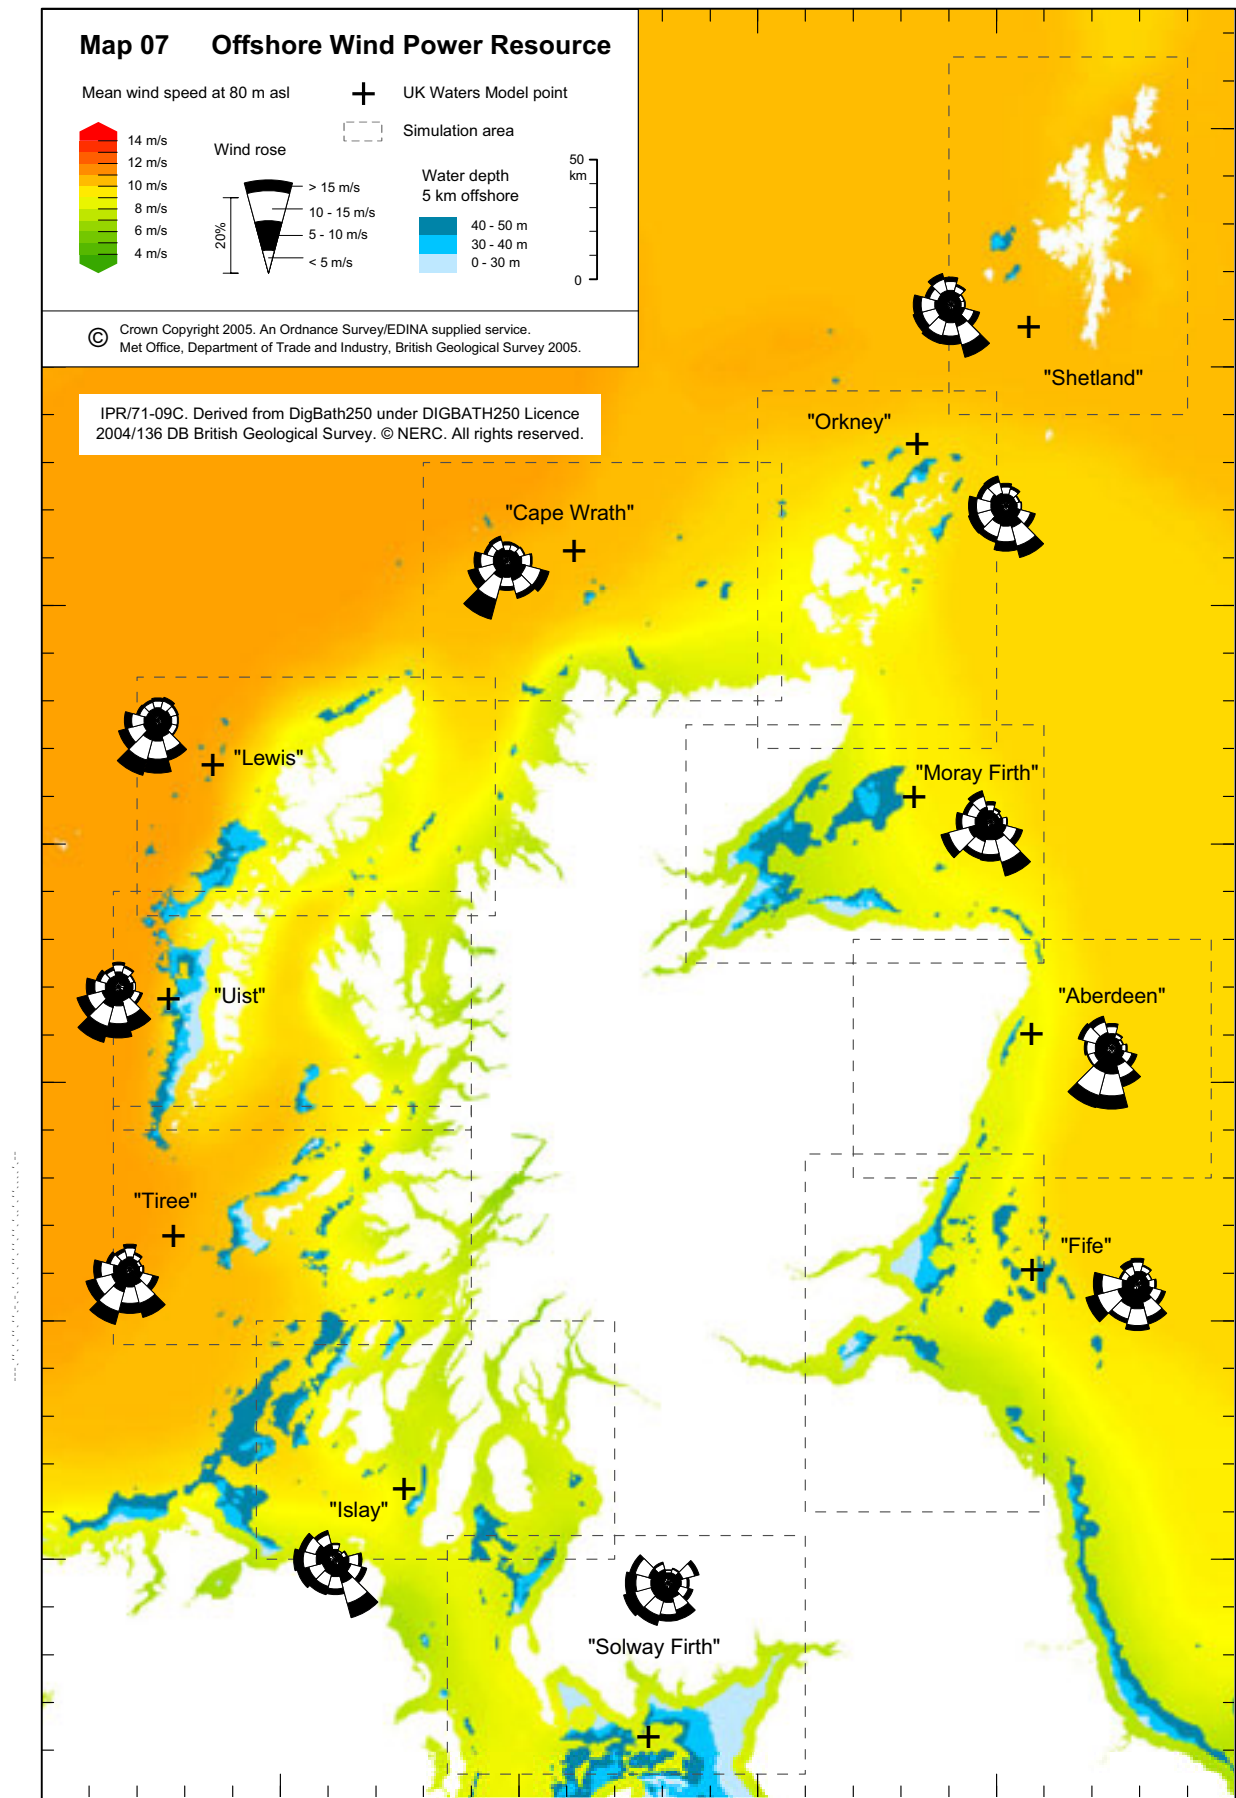 Map 07 Offshore Wind Power Resource
Mean wind speed at 80 m asl
UK Waters Model point
Simulation area
14 m/s
12 m/s
10 m/s
8 m/s
6 m/s
4 m/s
Wind rose
20%
> 15 m/s
10 - 15 m/s
5 - 10 m/s
< 5 m/s
Water depth
5 km offshore
40 - 50 m
30 - 40 m
0 - 30 m
50
km
0
© Crown Copyright 2005. An Ordnance Survey/EDINA supplied service.
Met Office, Department of Trade and Industry, British Geological Survey 2005.
IPR/71-09C. Derived from DigBath250 under DIGBATH250 Licence
2004/136 DB British Geological Survey. © NERC. All rights reserved.
"Shetland"
"Orkney"
"Cape Wrath"
"Lewis"
"Moray Firth"
"Uist"
"Aberdeen"
"Tiree"
"Fife"
"Islay"
"Solway Firth"